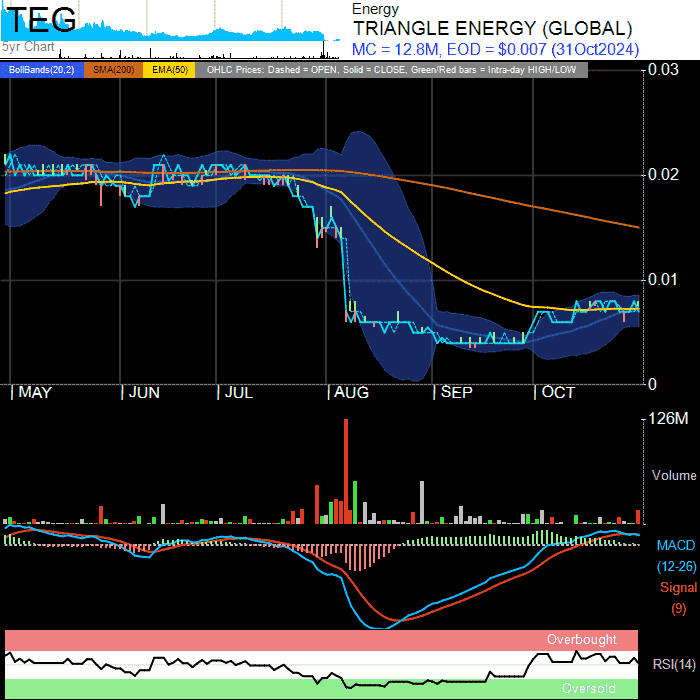 TEG
5yr Chart
Energy
TRIANGLE ENERGY (GLOBAL)
MC = 12.8M, EOD = $0.007 (31Oct2024)
BollBands(20,2) SMA(200) EMA(50) OHLC Prices: Dashed = OPEN, Solid = CLOSE, Green/Red bars = Intra-day HIGH/LOW
0.03
0.02
0.01
0
MAY JUN JUL AUG SEP OCT
126M
Volume
MACD
(12-26)
Signal
(9)
Overbought
RSI(14)
Oversold